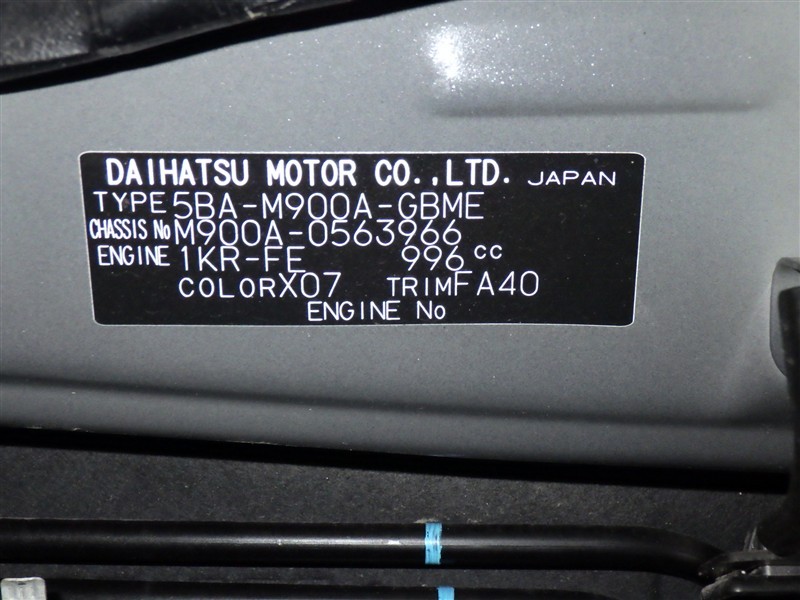 DAIHATSU MOTOR CO.,LTD. JAPAN
TYPE 5BA-M900A-GBME
CHASSIS No M900A-0563966
ENGINE 1KR-FE 996 cc
COLOR X07 TRIM FA40
ENGINE No